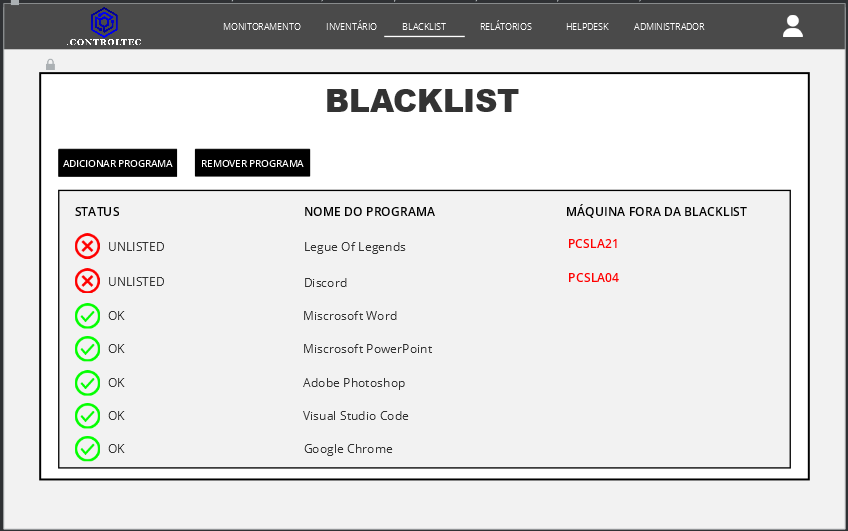 .CONTROLTEC
MONITORAMENTO INVENTÁRIO BLACKLIST RELÁTORIOS HELPDESK ADMINISTRADOR
BLACKLIST
ADICIONAR PROGRAMA REMOVER PROGRAMA
STATUS NOME DO PROGRAMA MÁQUINA FORA DA BLACKLIST
UNLISTED Legue Of Legends PCSLA21
UNLISTED Discord PCSLA04
OK Miscrosoft Word
OK Miscrosoft PowerPoint
OK Adobe Photoshop
OK Visual Studio Code
OK Google Chrome